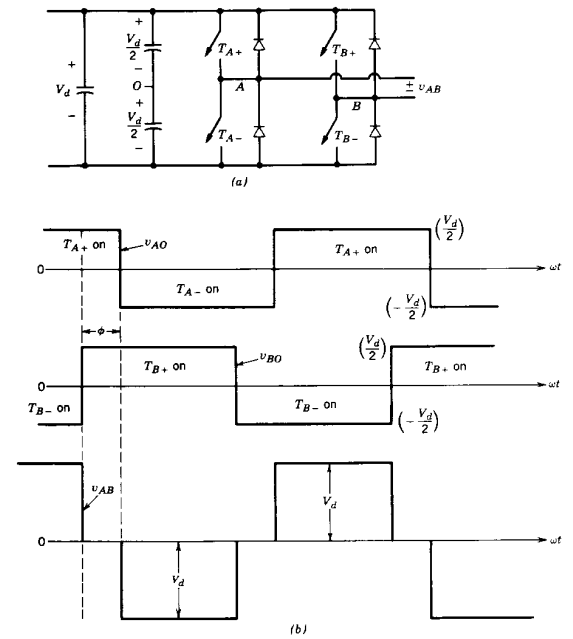 +
V_d
−
+
V_d/2
−
O
+
V_d/2
−
T_A+
T_B+
A
B
± v_AB
T_A−
T_B−
(a)
T_A+ on
v_AO
T_A+ on
(V_d/2)
0
ωt
T_A− on
(−V_d/2)
ϕ
T_B+ on
v_BO
(V_d/2)
T_B+ on
0
ωt
T_B− on
T_B− on
(−V_d/2)
v_AB
V_d
0
ωt
V_d
(b)